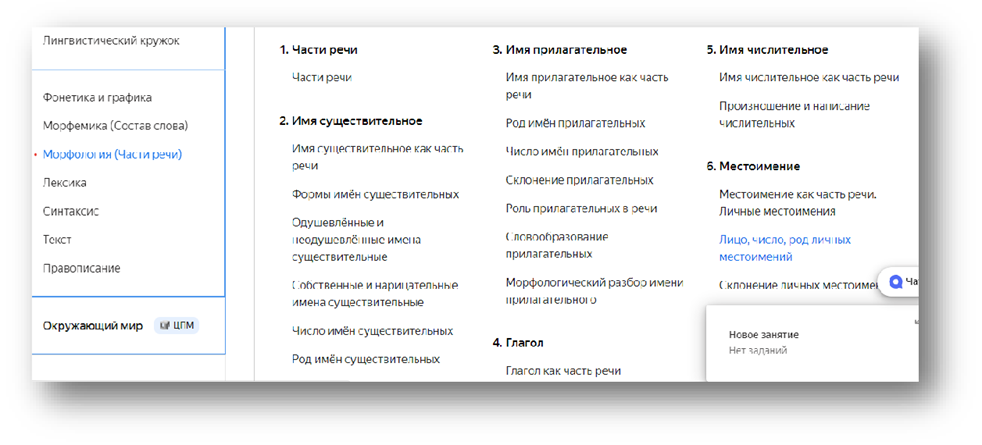 Лингвистический кружок
Фонетика и графика
Морфемика (Состав слова)
Морфология (Части речи)
Лексика
Синтаксис
Текст
Правописание
Окружающий мир ЦПМ
1. Части речи
Части речи
2. Имя существительное
Имя существительное как часть
речи
Формы имён существительных
Одушевлённые и
неодушевлённые имена
существительные
Собственные и нарицательные
имена существительные
Число имён существительных
Род имён существительных
3. Имя прилагательное
Имя прилагательное как часть
речи
Род имён прилагательных
Число имён прилагательных
Склонение прилагательных
Роль прилагательных в речи
Словообразование
прилагательных
Морфологический разбор имени
прилагательного
4. Глагол
Глагол как часть речи
5. Имя числительное
Имя числительное как часть речи
Произношение и написание
числительных
6. Местоимение
Местоимение как часть речи.
Личные местоимения
Лицо, число, род личных
местоимений
Склонение личных
Новое занятие
Нет заданий